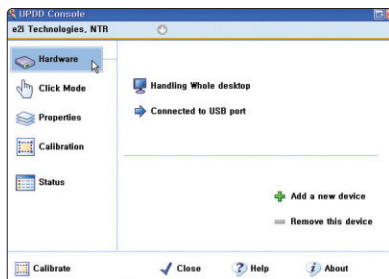 UPDD Console
e2i Technologies, NTR
Hardware
Click Mode
Properties
Calibration
Status
Handling Whole desktop
Connected to USB port
Add a new device
Remove this device
Calibrate
Close
Help
About